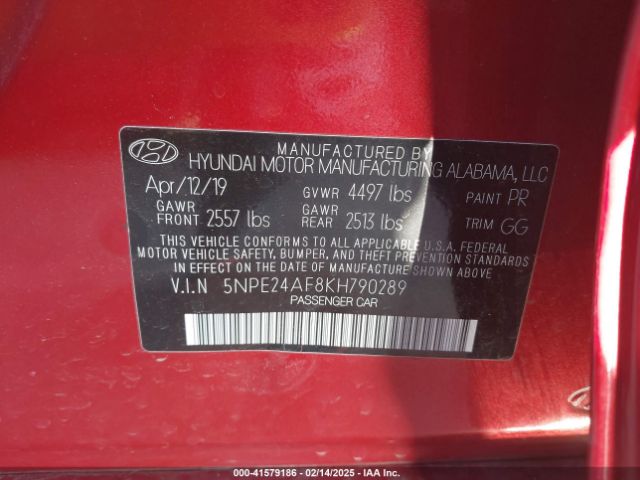 MANUFACTURED BY
HYUNDAI MOTOR MANUFACTURING ALABAMA, LLC
Apr/12/19 GVWR 4497 lbs PAINT PR
GAWR FRONT 2557 lbs GAWR REAR 2513 lbs TRIM GG
THIS VEHICLE CONFORMS TO ALL APPLICABLE U.S.A. FEDERAL
MOTOR VEHICLE SAFETY, BUMPER, AND THEFT PREVENTION STANDARDS
IN EFFECT ON THE DATE OF MANUFACTURE SHOWN ABOVE
V.I.N 5NPE24AF8KH790289
PASSENGER CAR
000-41579186 - 02/14/2025 - IAA Inc.